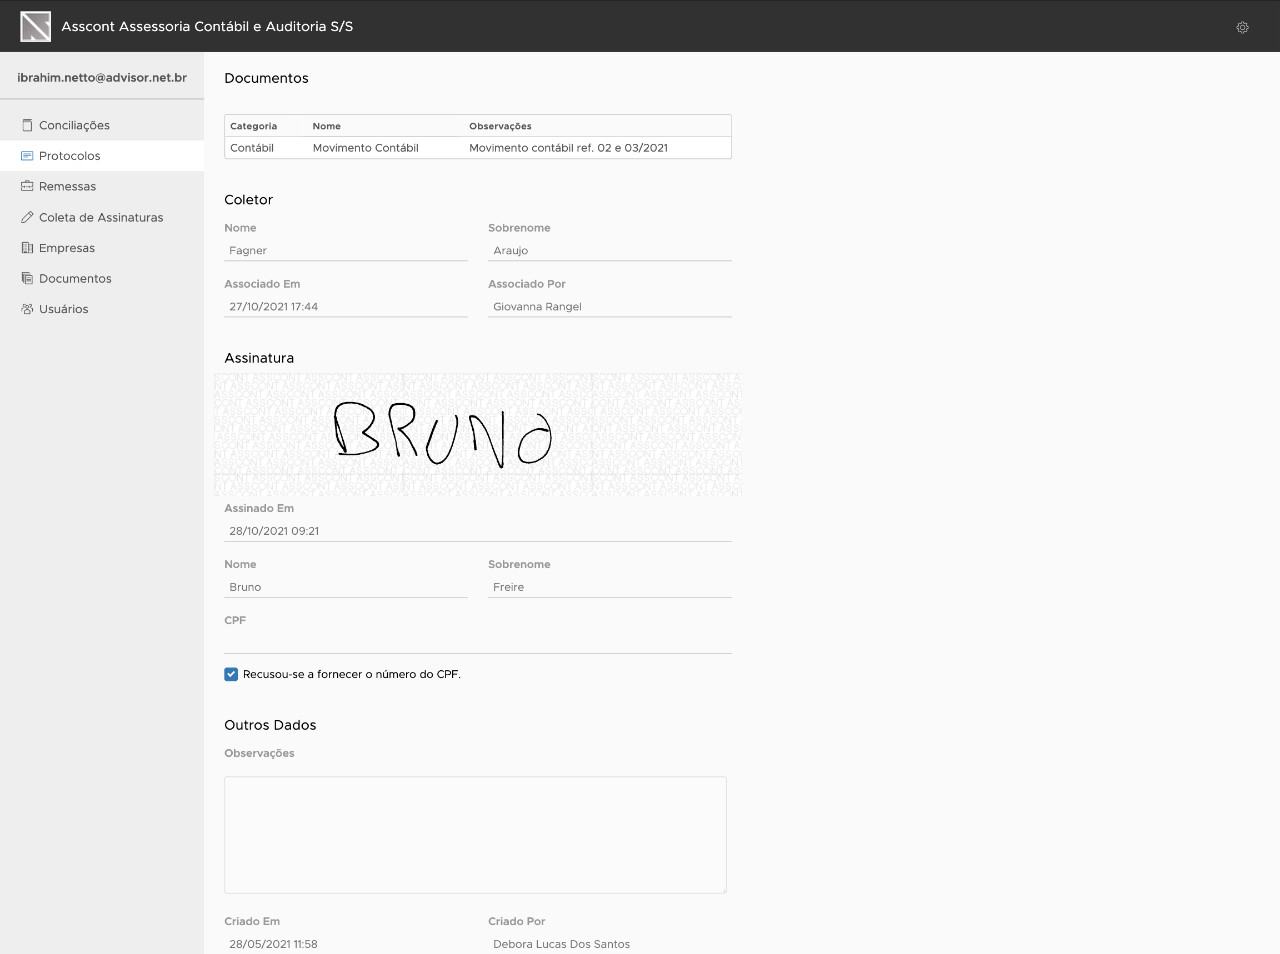 Asscont Assessoria Contábil e Auditoria S/S
ibrahim.netto@advisor.net.br
Conciliações
Protocolos
Remessas
Coleta de Assinaturas
Empresas
Documentos
Usuários
Documentos
Categoria Nome Observações
Contábil Movimento Contábil Movimento contábil ref. 02 e 03/2021
Coletor
Nome Sobrenome
Fagner Araujo
Associado Em Associado Por
27/10/2021 17:44 Giovanna Rangel
Assinatura
BRUNO
Assinado Em
28/10/2021 09:21
Nome Sobrenome
Bruno Freire
CPF
Recusou-se a fornecer o número do CPF.
Outros Dados
Observações
Criado Em Criado Por
28/05/2021 11:58 Debora Lucas Dos Santos